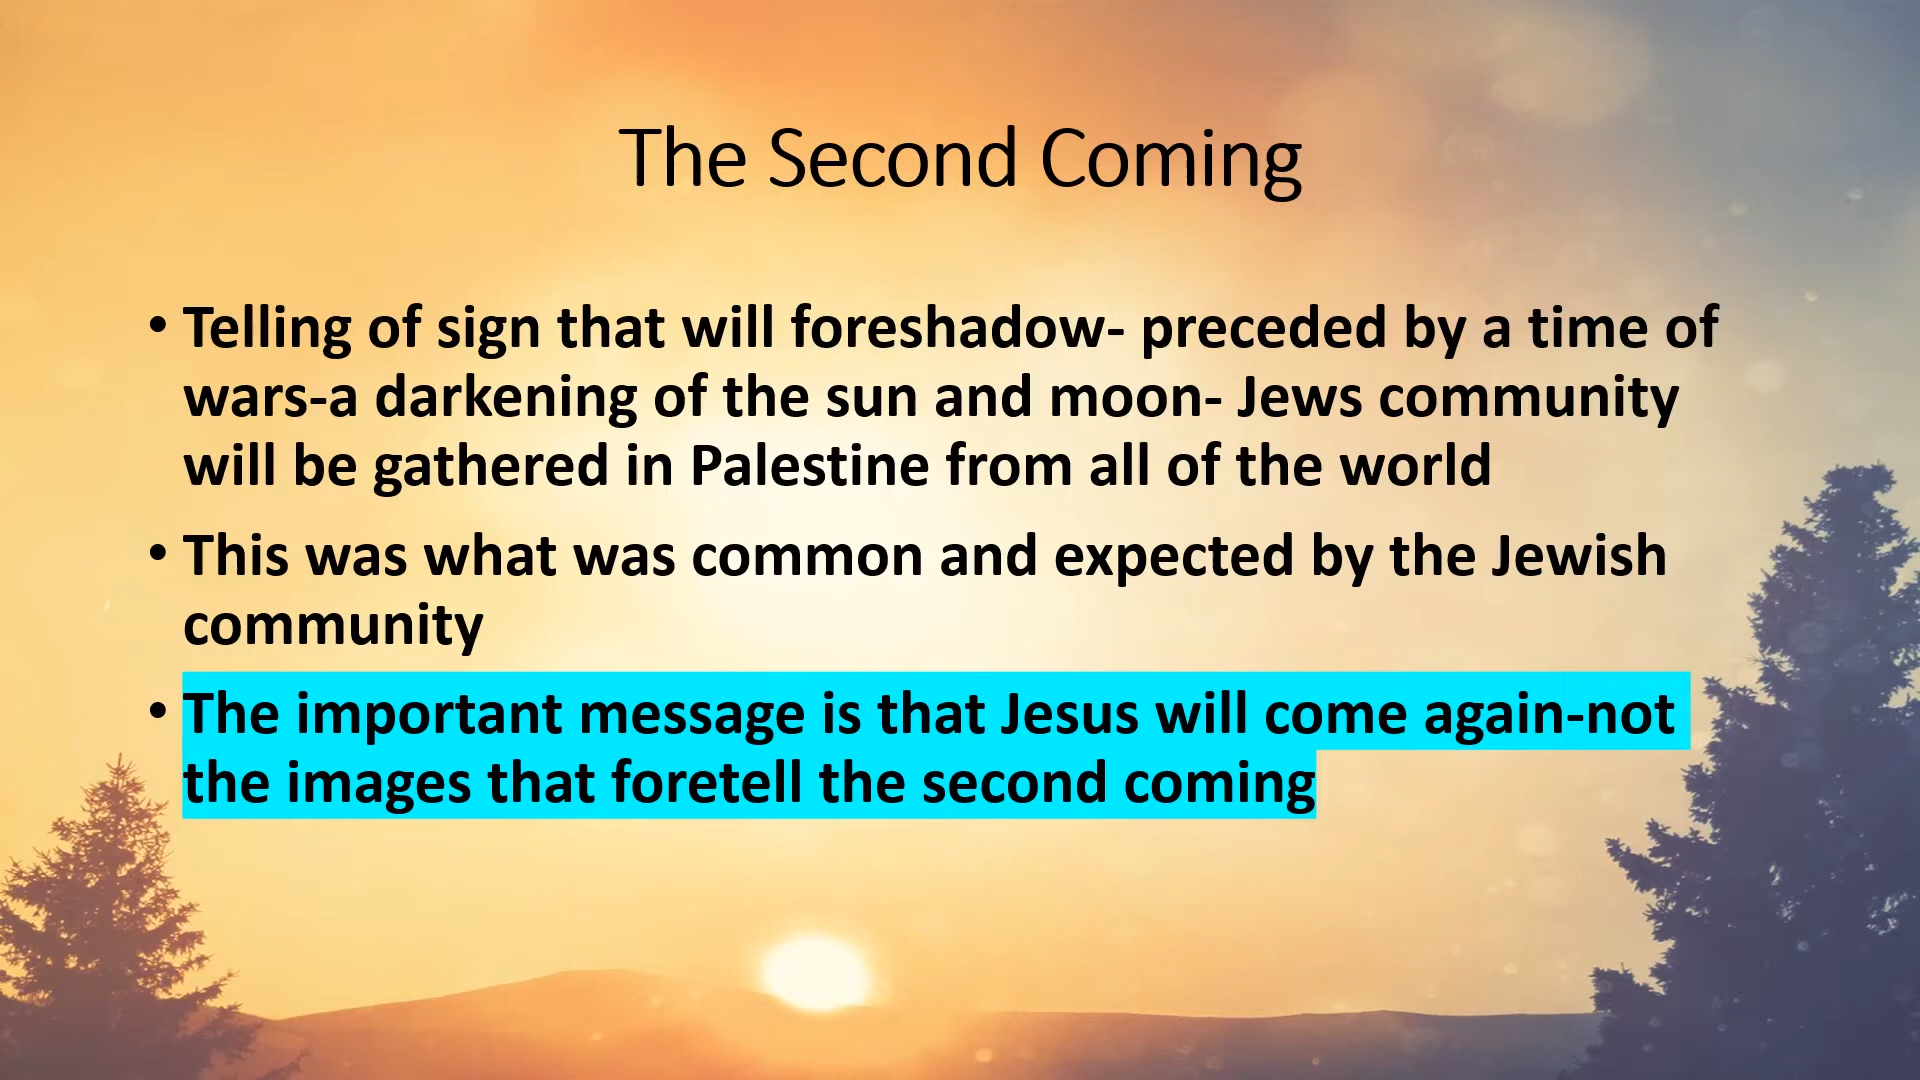 The Second Coming
• Telling of sign that will foreshadow- preceded by a time of
wars-a darkening of the sun and moon- Jews community
will be gathered in Palestine from all of the world
• This was what was common and expected by the Jewish
community
• The important message is that Jesus will come again-not
the images that foretell the second coming